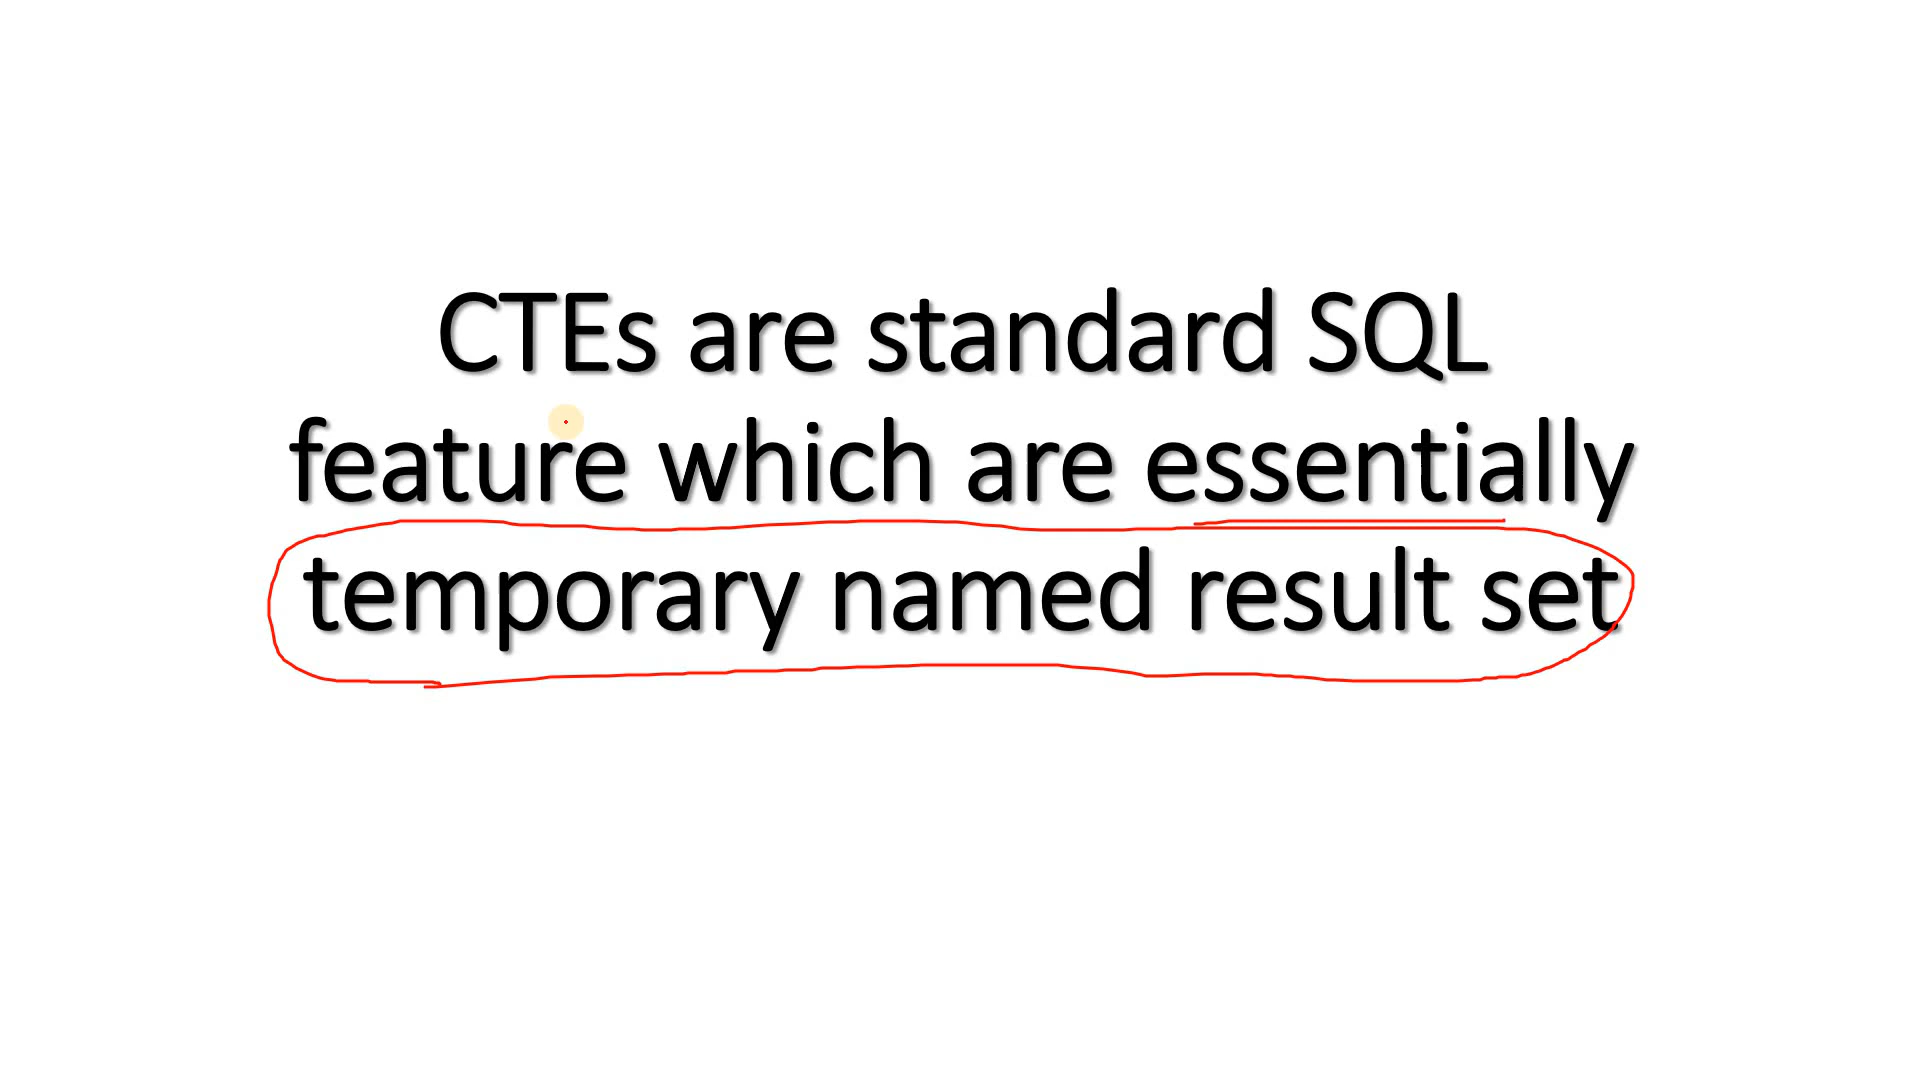 CTEs are standard SQL
feature which are essentially
temporary named result set